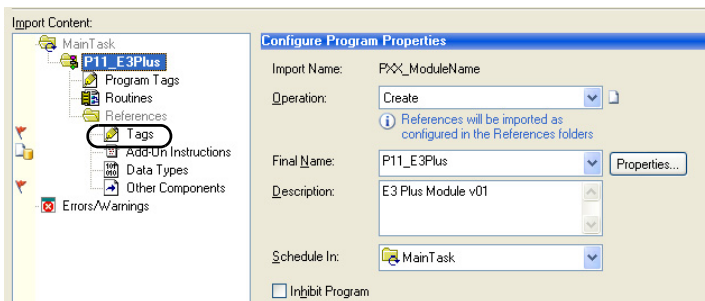 Import Content:
MainTask
P11_E3Plus
Program Tags
Routines
References
Tags
Add-On Instructions
Data Types
Other Components
Errors/Warnings
Configure Program Properties
Import Name: PXX_ModuleName
Operation: Create
References will be imported as
configured in the References folders
Final Name: P11_E3Plus Properties...
Description: E3 Plus Module v01
Schedule In: MainTask
Inhibit Program